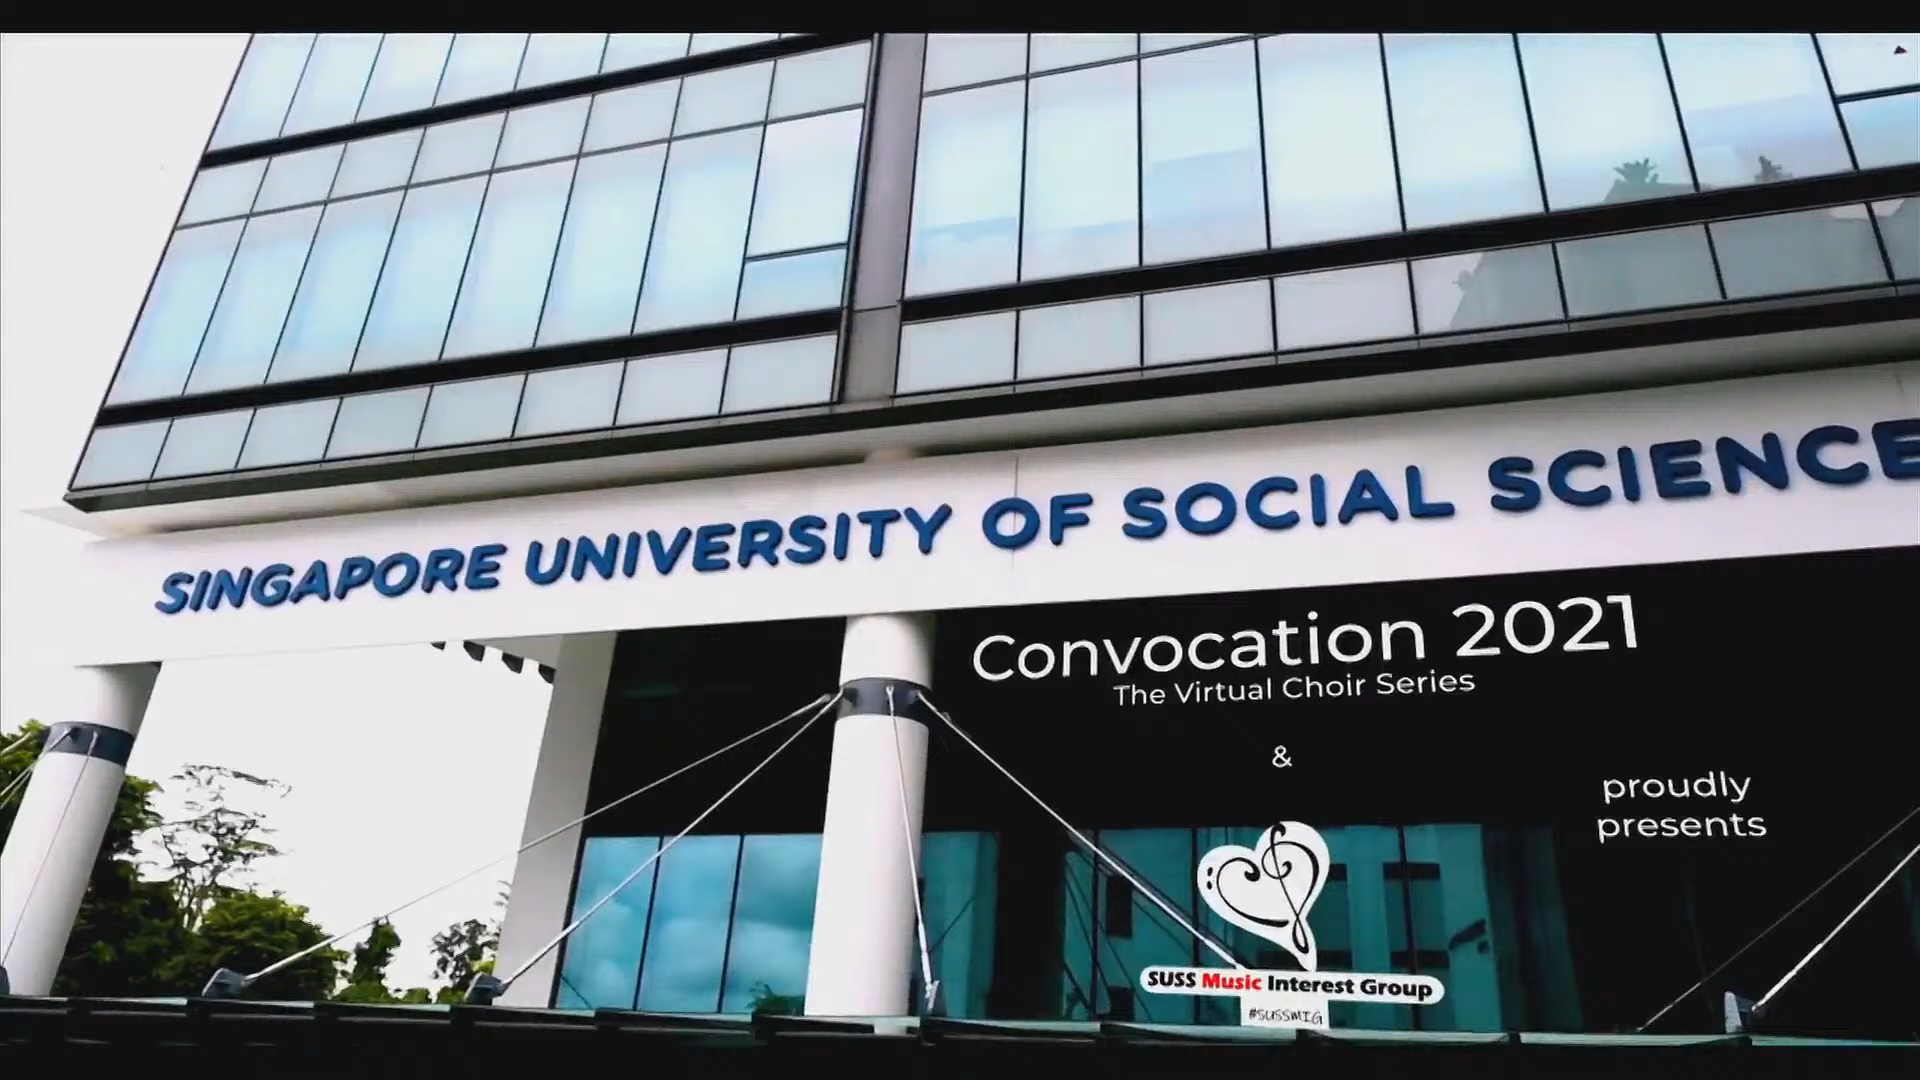 SINGAPORE UNIVERSITY OF SOCIAL SCIENCE
Convocation 2021
The Virtual Choir Series
&
proudly
presents
SUSS Music Interest Group
#SUSSMIG